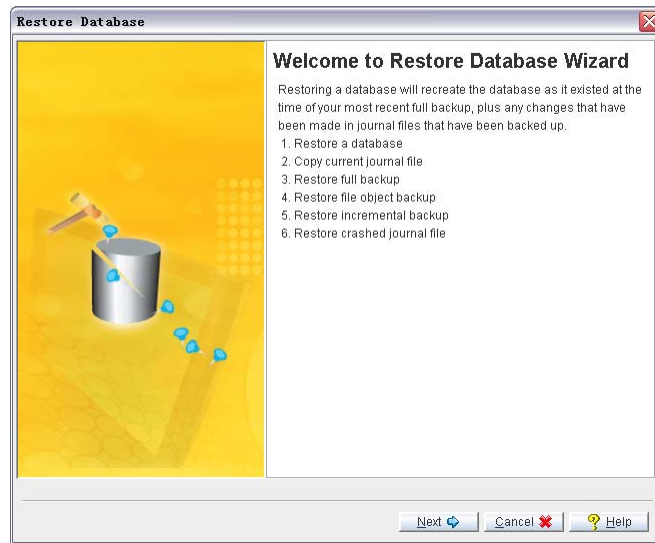 Restore Database
Welcome to Restore Database Wizard
Restoring a database will recreate the database as it existed at the
time of your most recent full backup, plus any changes that have
been made in journal files that have been backed up.
1. Restore a database
2. Copy current journal file
3. Restore full backup
4. Restore file object backup
5. Restore incremental backup
6. Restore crashed journal file
Next
Cancel
Help